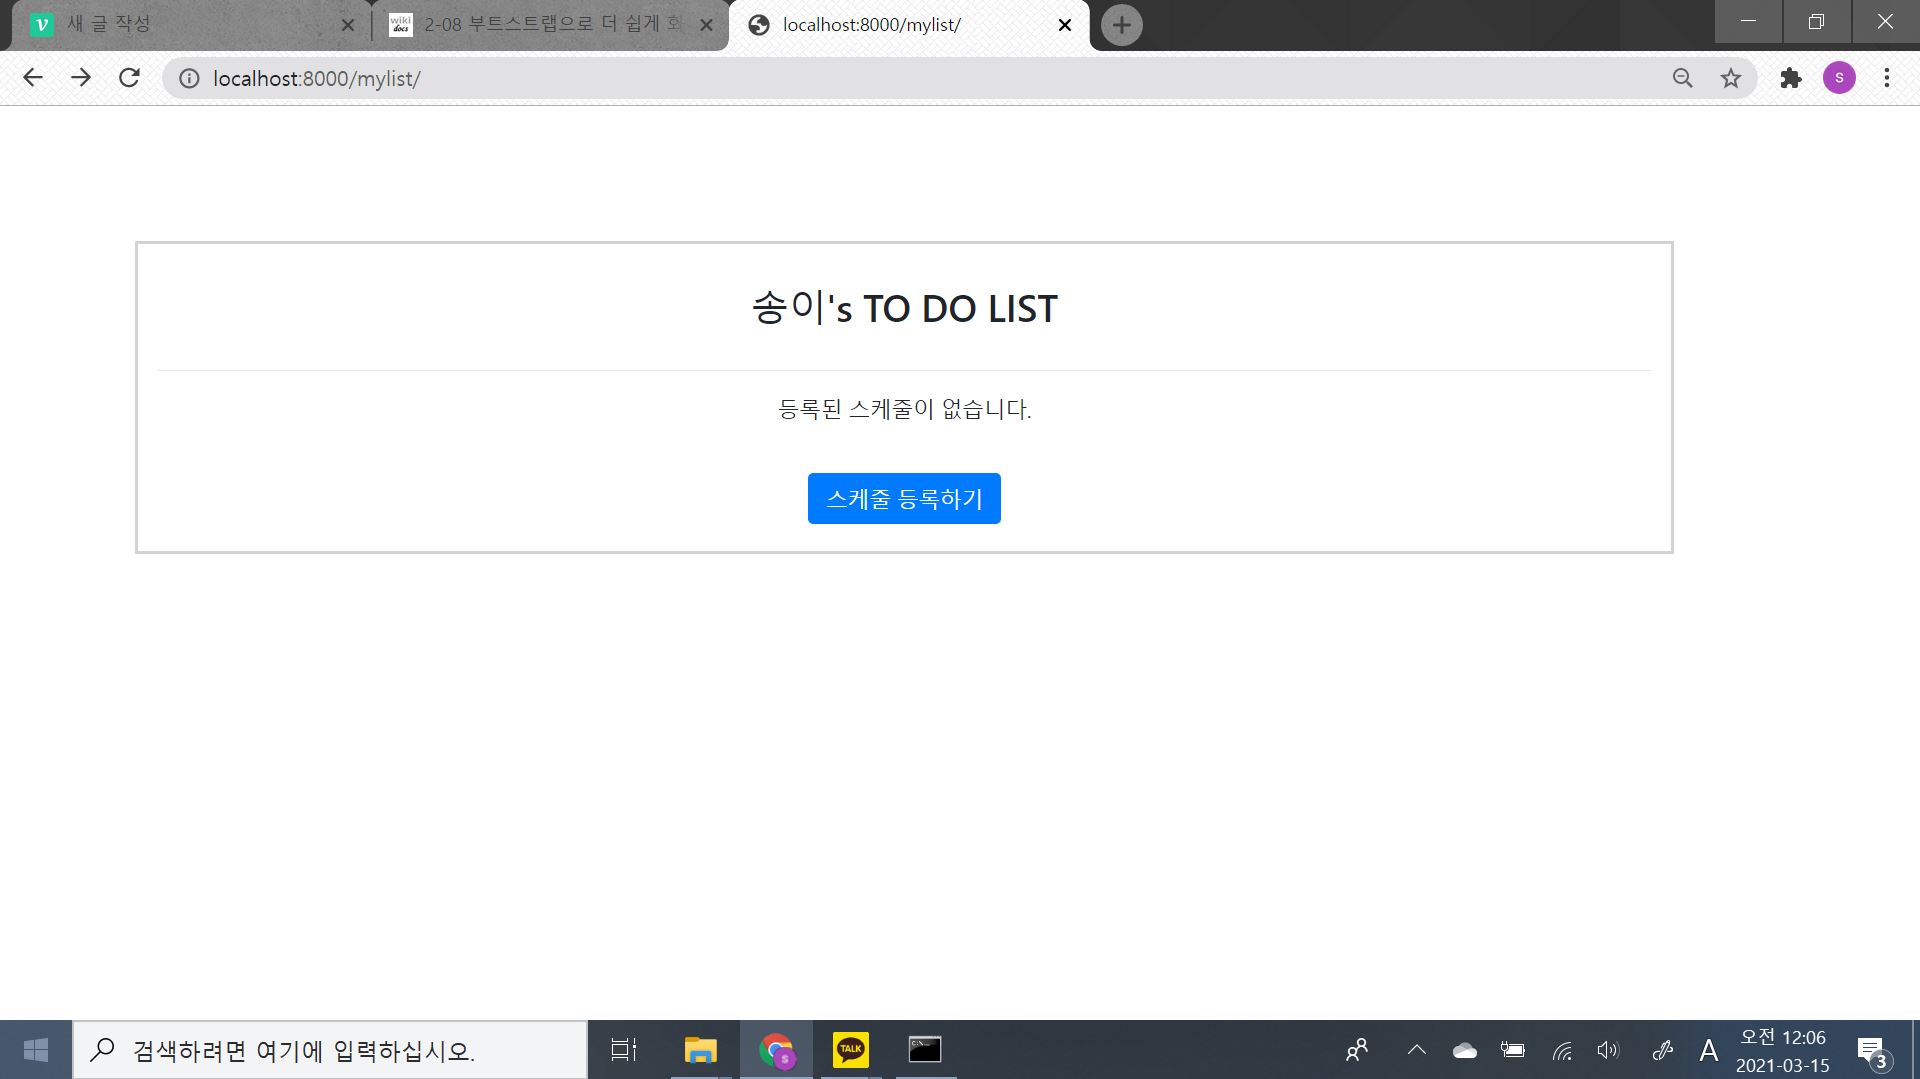 새 글 작성
wiki docs
2-08 부트스트랩으로 더 쉽게 화
localhost:8000/mylist/
localhost:8000/mylist/
s
송이's TO DO LIST
등록된 스케줄이 없습니다.
스케줄 등록하기
검색하려면 여기에 입력하십시오.
s
TALK
A
오전 12:06
2021-03-15
3